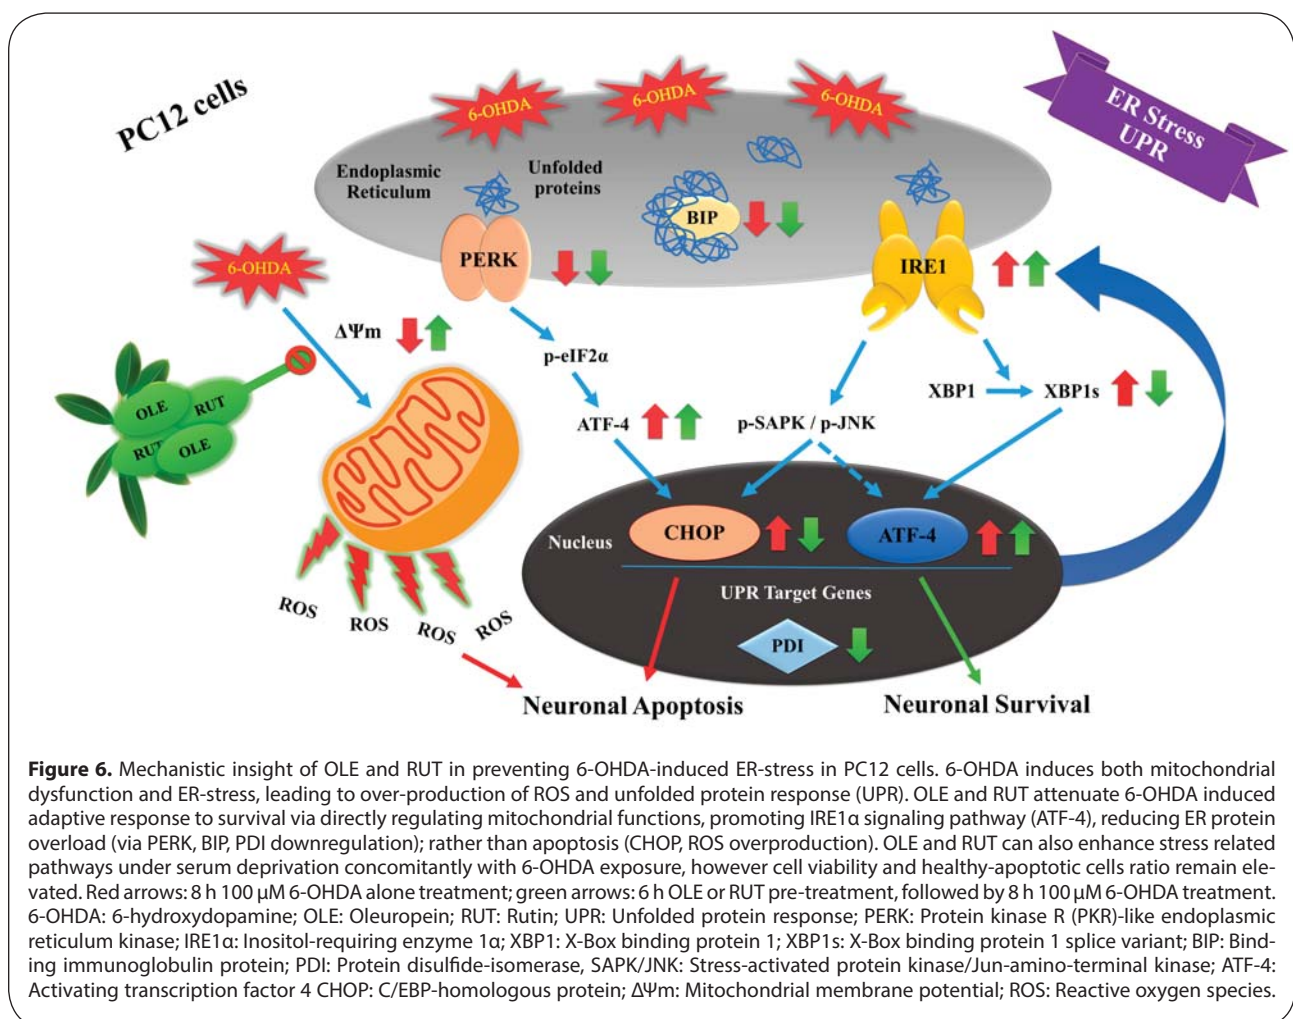 PC12 cells
6-OHDA
6-OHDA
6-OHDA
ER Stress
UPR
Endoplasmic
Reticulum
Unfolded
proteins
BIP
PERK
IRE1
6-OHDA
ΔΨm
p-eIF2α
XBP1
XBP1s
OLE
RUT
RUT
OLE
ATF-4
p-SAPK / p-JNK
Nucleus
CHOP
ATF-4
UPR Target Genes
PDI
ROS
ROS
ROS
ROS
Neuronal Apoptosis
Neuronal Survival
Figure 6. Mechanistic insight of OLE and RUT in preventing 6-OHDA-induced ER-stress in PC12 cells. 6-OHDA induces both mitochondrial
dysfunction and ER-stress, leading to over-production of ROS and unfolded protein response (UPR). OLE and RUT attenuate 6-OHDA induced
adaptive response to survival via directly regulating mitochondrial functions, promoting IRE1α signaling pathway (ATF-4), reducing ER protein
overload (via PERK, BIP, PDI downregulation); rather than apoptosis (CHOP, ROS overproduction). OLE and RUT can also enhance stress related
pathways under serum deprivation concomitantly with 6-OHDA exposure, however cell viability and healthy-apoptotic cells ratio remain ele-
vated. Red arrows: 8 h 100 μM 6-OHDA alone treatment; green arrows: 6 h OLE or RUT pre-treatment, followed by 8 h 100 μM 6-OHDA treatment.
6-OHDA: 6-hydroxydopamine; OLE: Oleuropein; RUT: Rutin; UPR: Unfolded protein response; PERK: Protein kinase R (PKR)-like endoplasmic
reticulum kinase; IRE1α: Inositol-requiring enzyme 1α; XBP1: X-Box binding protein 1; XBP1s: X-Box binding protein 1 splice variant; BIP: Bind-
ing immunoglobulin protein; PDI: Protein disulfide-isomerase, SAPK/JNK: Stress-activated protein kinase/Jun-amino-terminal kinase; ATF-4:
Activating transcription factor 4 CHOP: C/EBP-homologous protein; ΔΨm: Mitochondrial membrane potential; ROS: Reactive oxygen species.